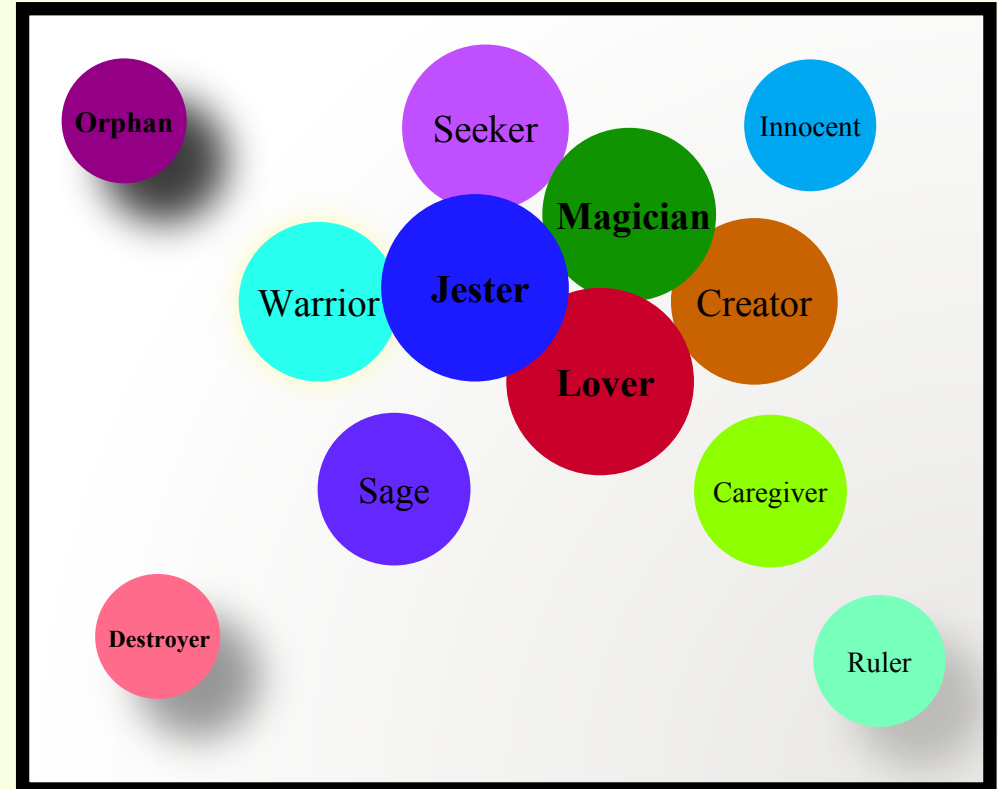 Orphan
Seeker
Innocent
Magician
Warrior
Jester
Creator
Lover
Sage
Caregiver
Destroyer
Ruler